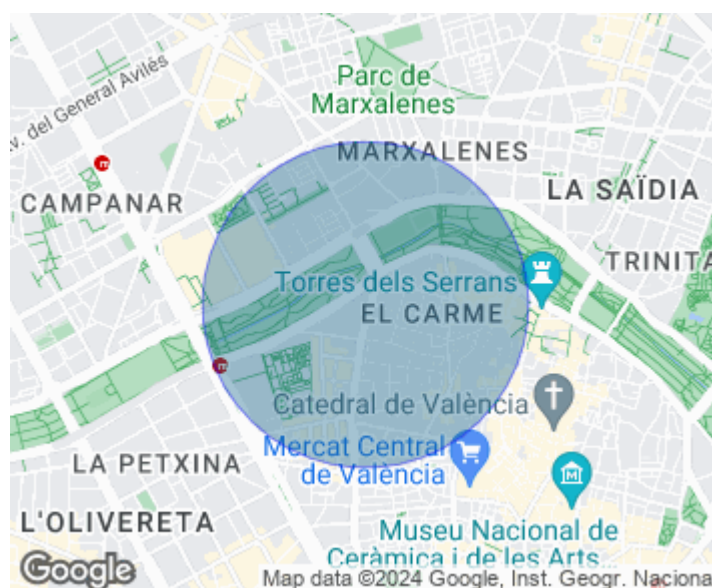 Parc de
Marxalenes
v. del General Avilés
MARXALENES
CAMPANAR
LA SAÏDIA
TRINITA
Torres dels Serrans
EL CARME
Catedral de València
Mercat Central
de València
LA PETXINA
L'OLIVERETA
Museu Nacional de
Ceràmica i de les Arts...
Google
Map data ©2024 Google, Inst. Geogr. Naciona